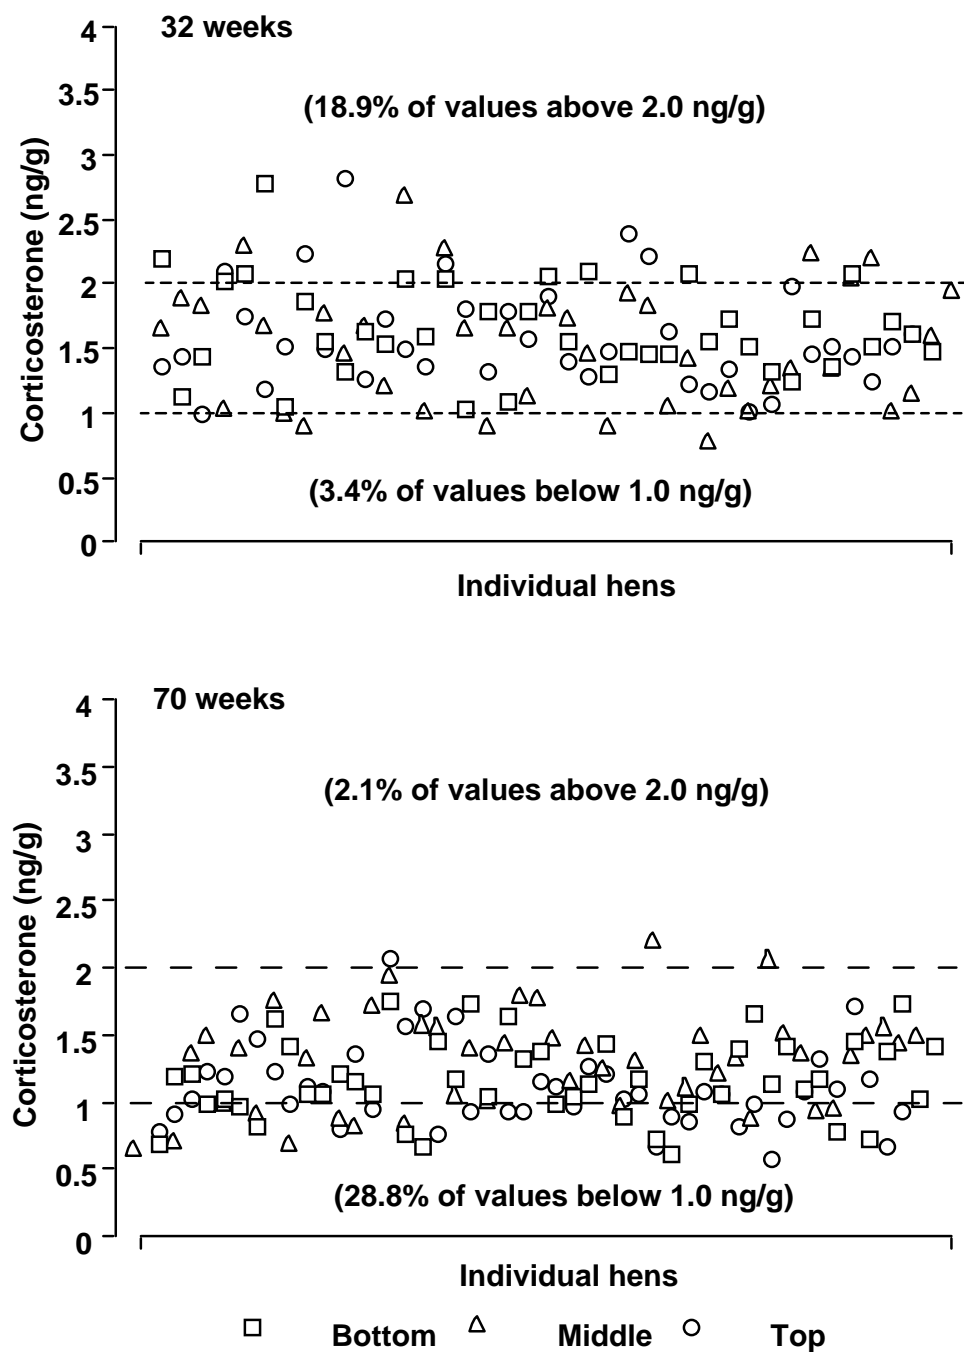 32 weeks
4
3.5
3
2.5
2
1.5
1
0.5
0
Corticosterone (ng/g)
(18.9% of values above 2.0 ng/g)
(3.4% of values below 1.0 ng/g)
Individual hens
70 weeks
4
3.5
3
2.5
2
1.5
1
0.5
0
Corticosterone (ng/g)
(2.1% of values above 2.0 ng/g)
(28.8% of values below 1.0 ng/g)
Individual hens
Bottom Middle Top